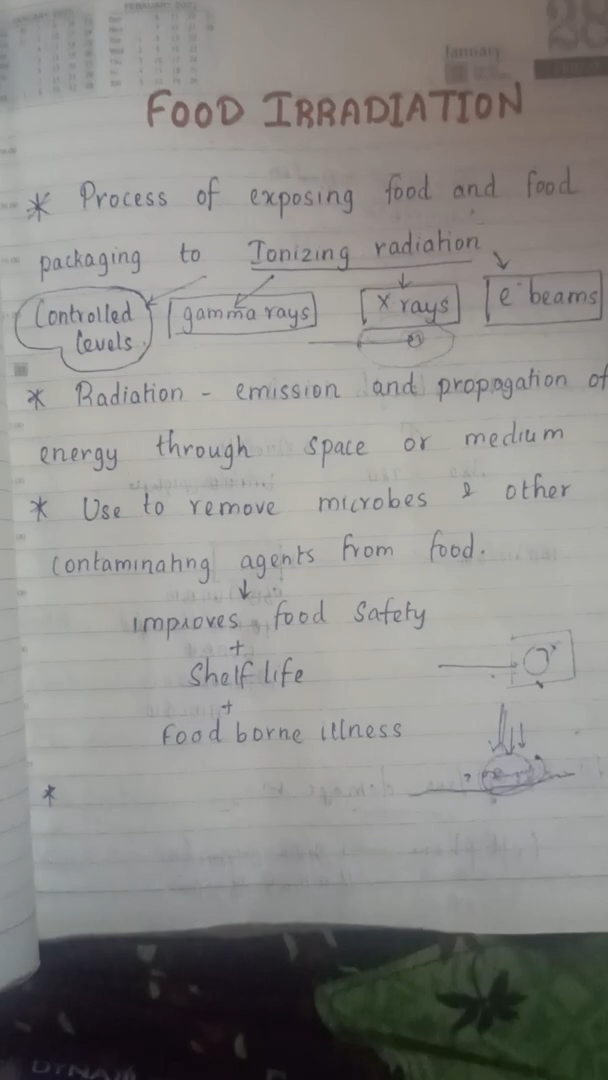 January
28
FOOD IRRADIATION
* Process of exposing food and food
packaging to Ionizing radiation
Controlled levels.
gamma rays
X rays
e⁻ beams
* Radiation - emission and propagation of
energy through space or medium
* Use to remove microbes & other
contaminating agents from food.
↓
improves food safety
+
Shelf life
+
food borne illness
*